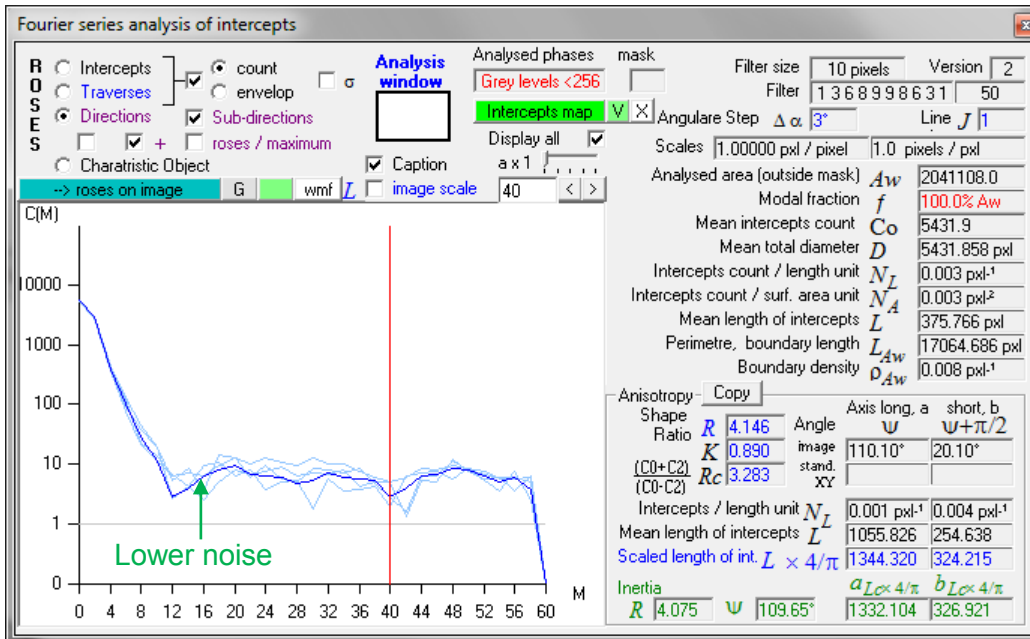 Fourier series analysis of intercepts
x
ROSES
Intercepts
Traverses
Directions
count
envelop
σ
Sub-directions
+
roses / maximum
Charatristic Object
--> roses on image
G
wmf
L
image scale
40
<
>
Analysis
window
Caption
Analysed phases
mask
Grey levels <256
Intercepts map
V
X
Display all
a x 1
Filter size 10 pixels Version 2
Filter 1 3 6 8 9 9 8 6 3 1 50
Angulare Step Δ α 3° Line J 1
Scales 1.00000 pxl / pixel 1.0 pixels / pxl
Analysed area (outside mask) Aw 2041108.0
Modal fraction f 100.0% Aw
Mean intercepts count Co 5431.9
Mean total diameter D 5431.858 pxl
Intercepts count / length unit N_L 0.003 pxl-¹
Intercepts count / surf. area unit N_A 0.003 pxl-²
Mean length of intercepts L 375.766 pxl
Perimetre, boundary length L_Aw 17064.686 pxl
Boundary density ρ_Aw 0.008 pxl-¹
Anisotropy Copy
Shape
Ratio R 4.146
K 0.890
(C0+C2)
(C0-C2) Rc 3.283
Axis long, a short, b
Angle Ψ Ψ+π/2
image 110.10° 20.10°
stand.
XY
Intercepts / length unit N_L 0.001 pxl-¹ 0.004 pxl-¹
Mean length of intercepts L 1055.826 254.638
Scaled length of int. L × 4/π 1344.320 324.215
Inertia a_Lc× 4/π b_Lc× 4/π
R 4.075 Ψ 109.65° 1332.104 326.921
C(M)
10000
1000
100
10
1
0
Lower noise
0 4 8 12 16 20 24 28 32 36 40 44 48 52 56 60 M